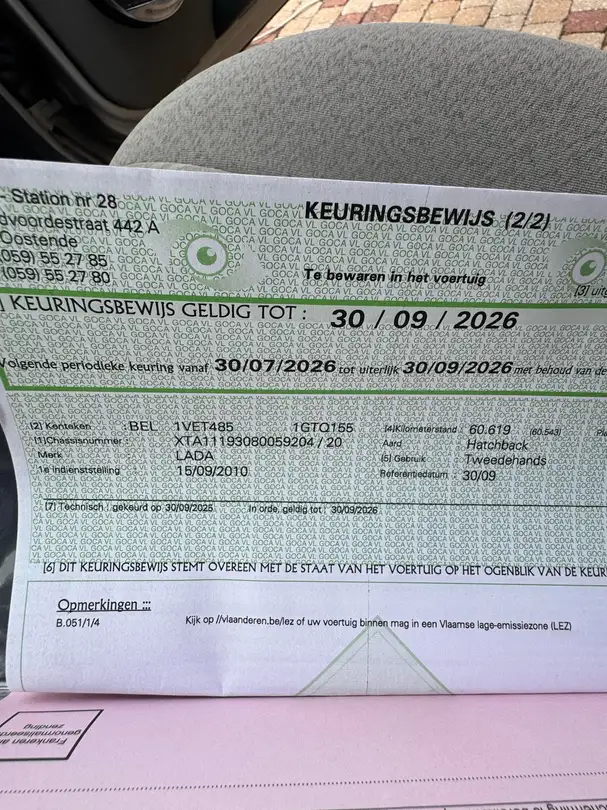 - Station nr 28
dvoordestraat 442 A
Oostende
(059) 55 27 85
(059) 55 27 80
KEURINGSBEWIJS (2/2)
Te bewaren in het voertuig
[3] uite
KEURINGSBEWIJS GELDIG TOT : 30 / 09 / 2026
Volgende periodieke keuring vanaf 30/07/2026 tot uiterlijk 30/09/2026 met behoud van de
(2) Kenteken : BEL 1VET485 1GTQ155 (4)Kilometerstand : 60.619 (60.543)
(1)Chassisnummer : XTA11193080059204 / 20 Aard : Hatchback
Merk : LADA (5) Gebruik : Tweedehands
1e indienststelling : 15/09/2010 Referentiedatum : 30/09
[7] Technisch : gekeurd op 30/09/2025 In orde, geldig tot : 30/09/2026
[6] DIT KEURINGSBEWIJS STEMT OVEREEN MET DE STAAT VAN HET VOERTUIG OP HET OGENBLIK VAN DE KEUR
Opmerkingen :::
B.051/1/4 Kijk op //vlaanderen.be/lez of uw voertuig binnen mag in een Vlaamse lage-emissiezone (LEZ)
Frankeren a
genormaliseerd
zending